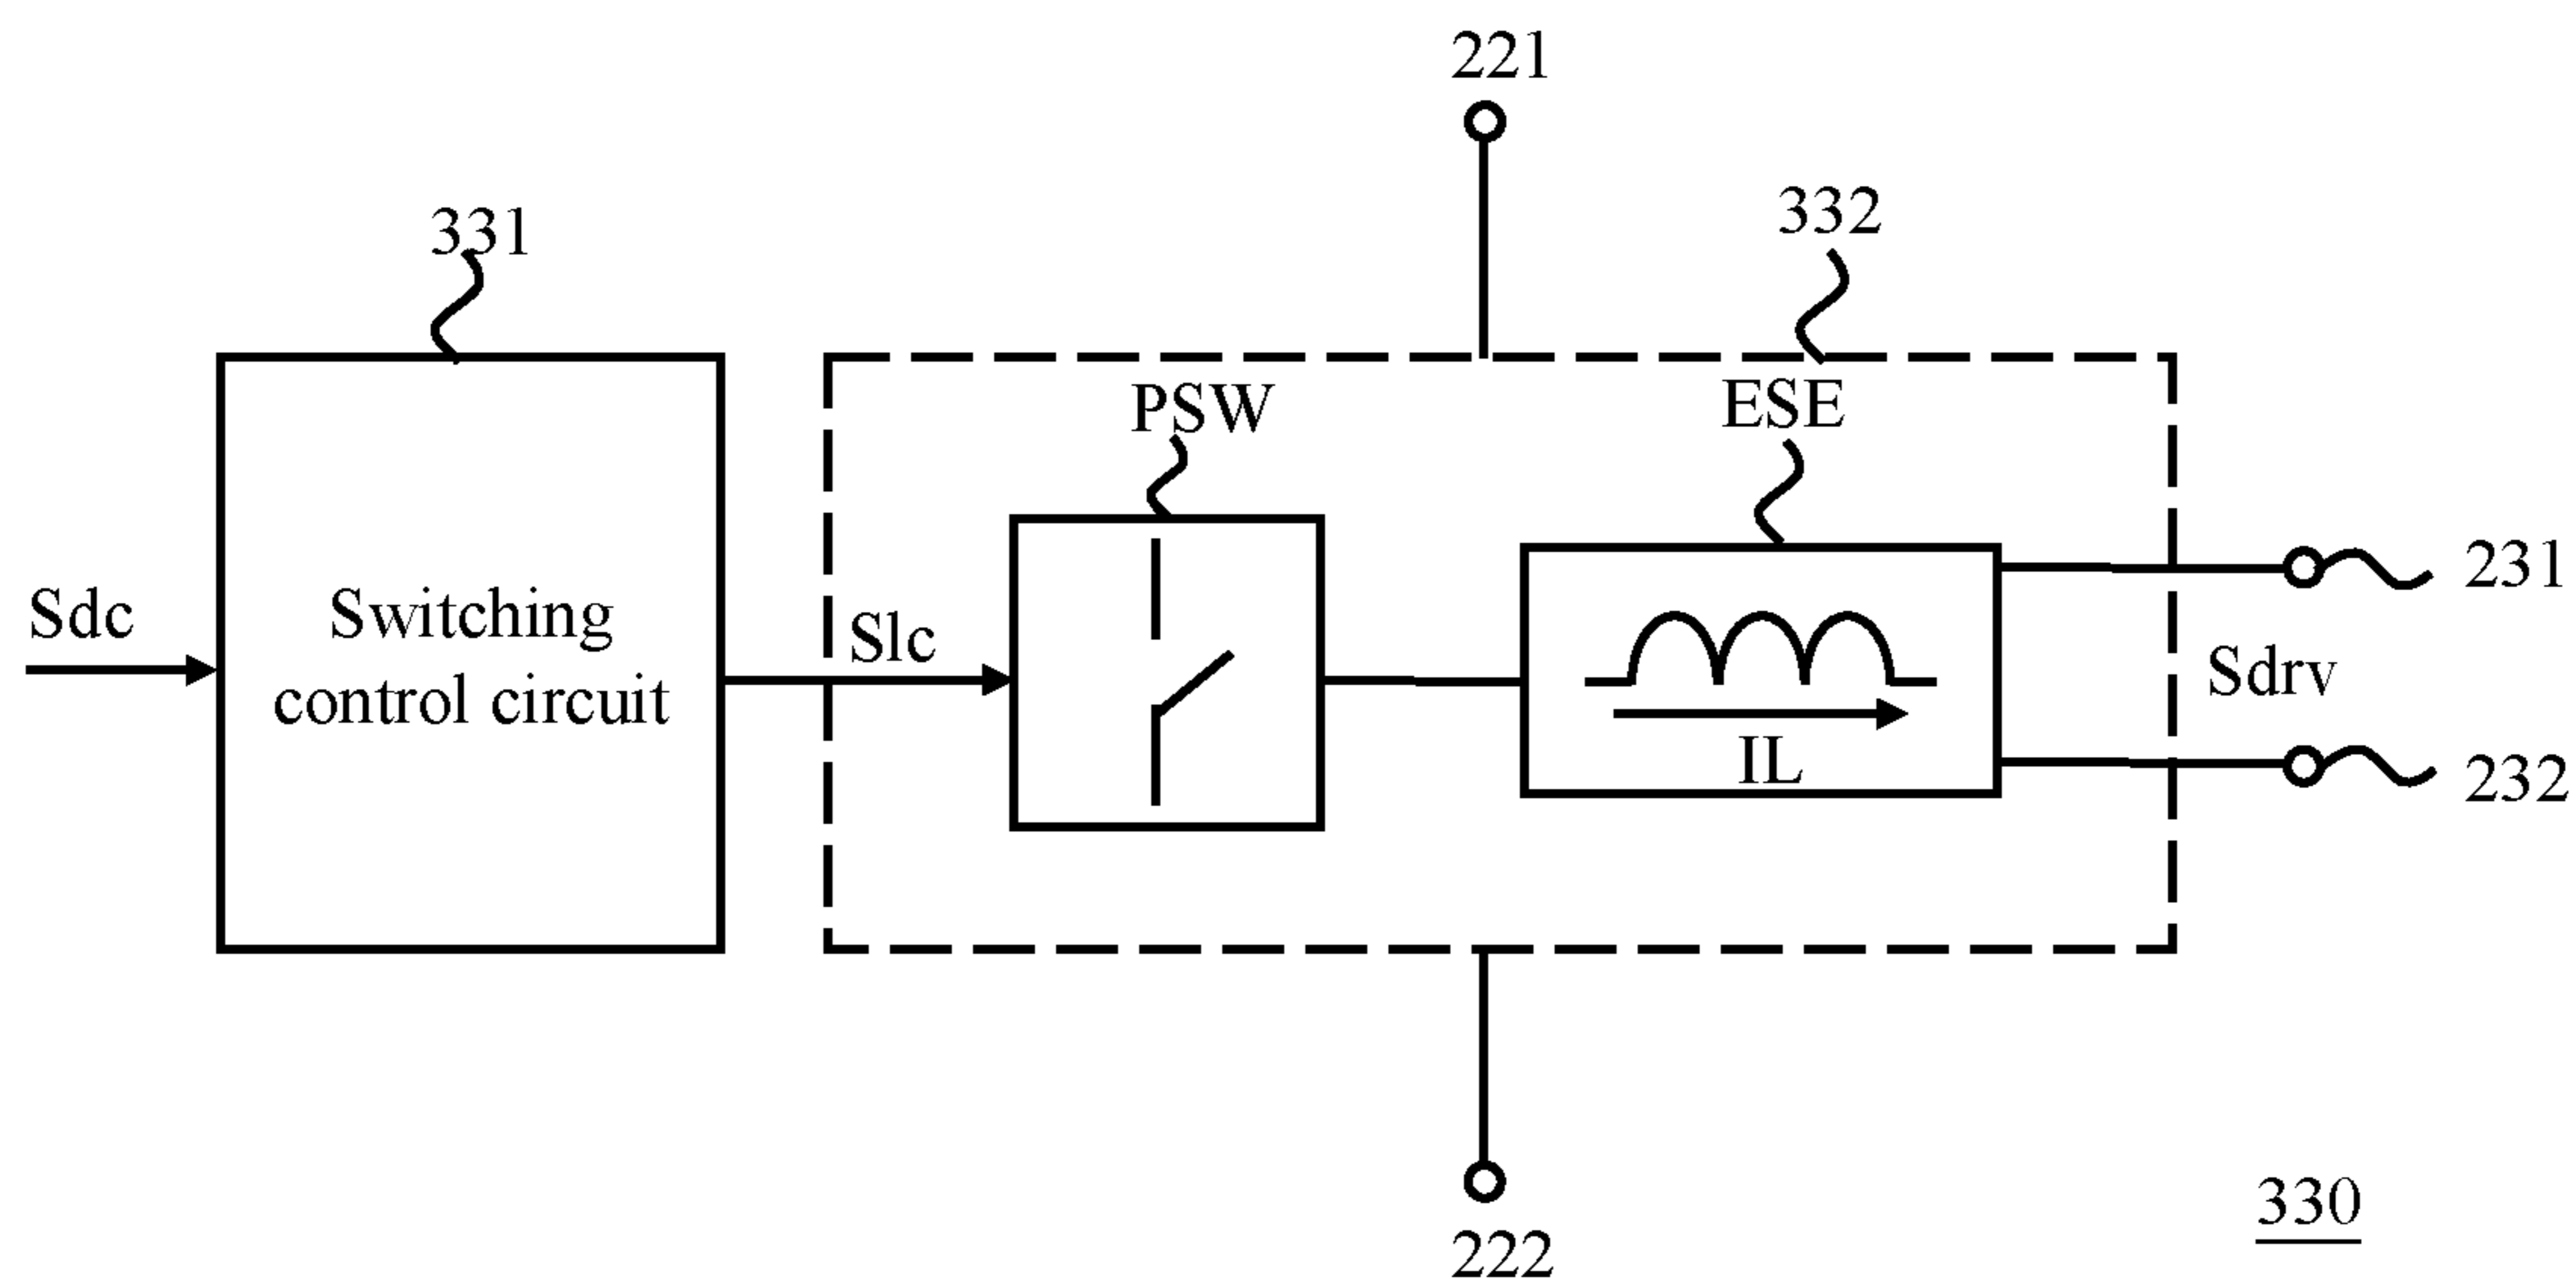 221
331
332
PSW
ESE
Sdc
Switching
control circuit
Slc
IL
231
Sdrv
232
222
330